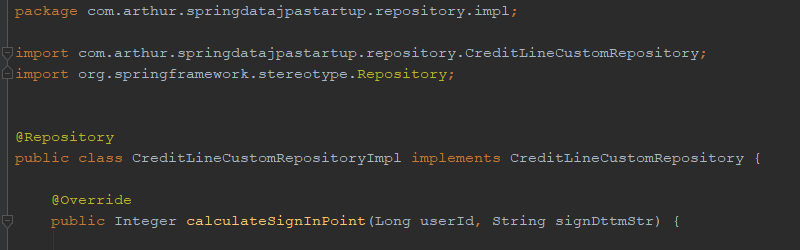 package com.arthur.springdatajpastartup.repository.impl;
import com.arthur.springdatajpastartup.repository.CreditLineCustomRepository;
import org.springframework.stereotype.Repository;
@Repository
public class CreditLineCustomRepositoryImpl implements CreditLineCustomRepository {
@Override
public Integer calculateSignInPoint(Long userId, String signDttmStr) {